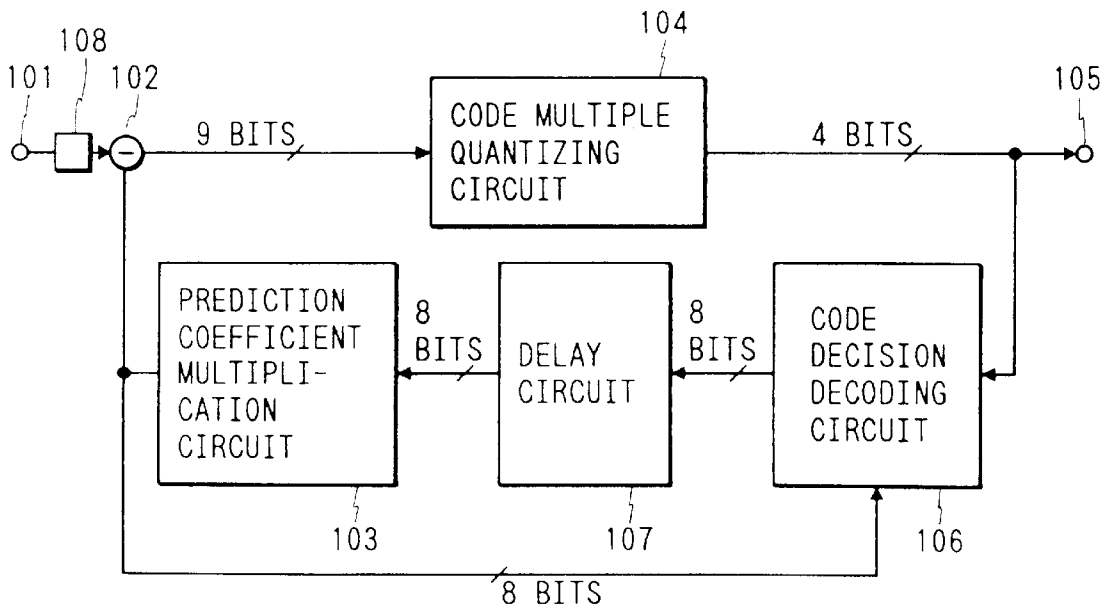 104
108
101
102
105
CODE MULTIPLE
QUANTIZING
CIRCUIT
9 BITS
4 BITS
PREDICTION
COEFFICIENT
MULTIPLI-
CATION
CIRCUIT
8
BITS
DELAY
CIRCUIT
8
BITS
CODE
DECISION
DECODING
CIRCUIT
103
107
106
8 BITS